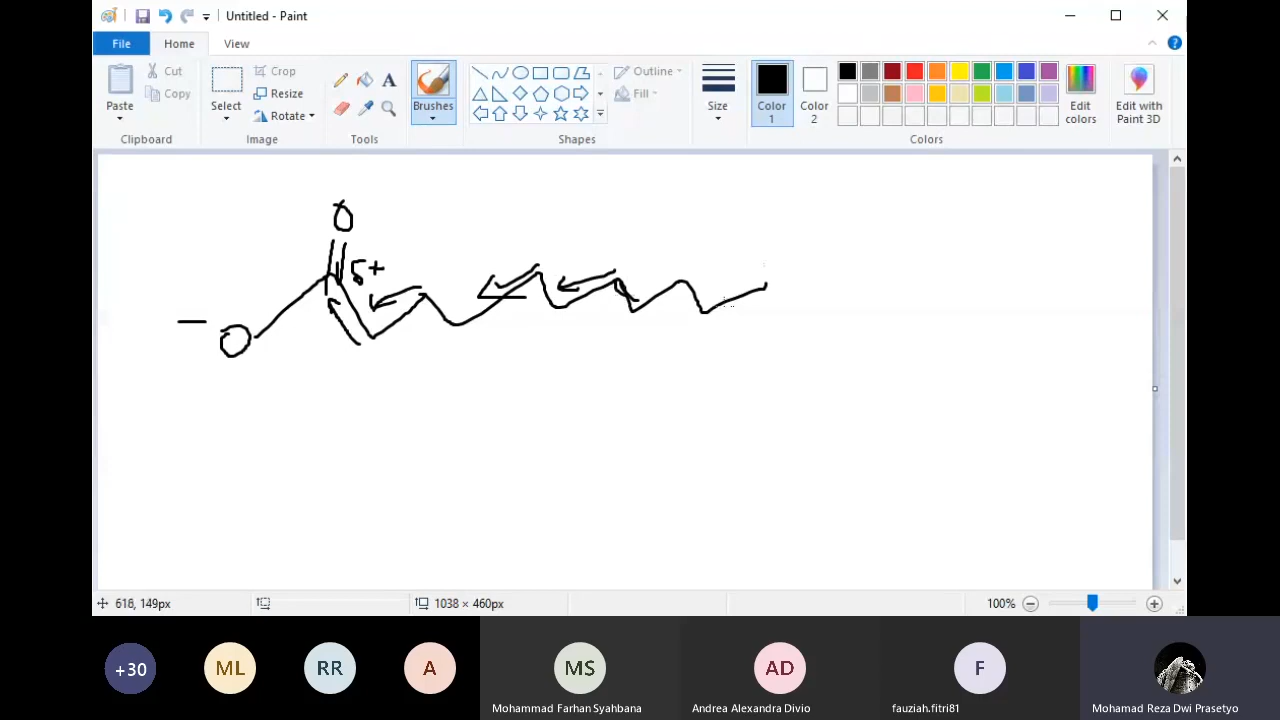 Untitled - Paint
File Home View
Cut
Copy
Paste
Clipboard
Crop
Resize
Rotate
Select
Image
Tools
Brushes
Outline
Fill
Shapes
Size
Color 1
Color 2
Edit colors
Colors
Edit with Paint 3D
O
δ+
–
O
618, 149px
1038 × 460px
100%
+30
ML
RR
A
MS
AD
F
Mohammad Farhan Syahbana
Andrea Alexandra Divio
fauziah.fitri81
Mohamad Reza Dwi Prasetyo